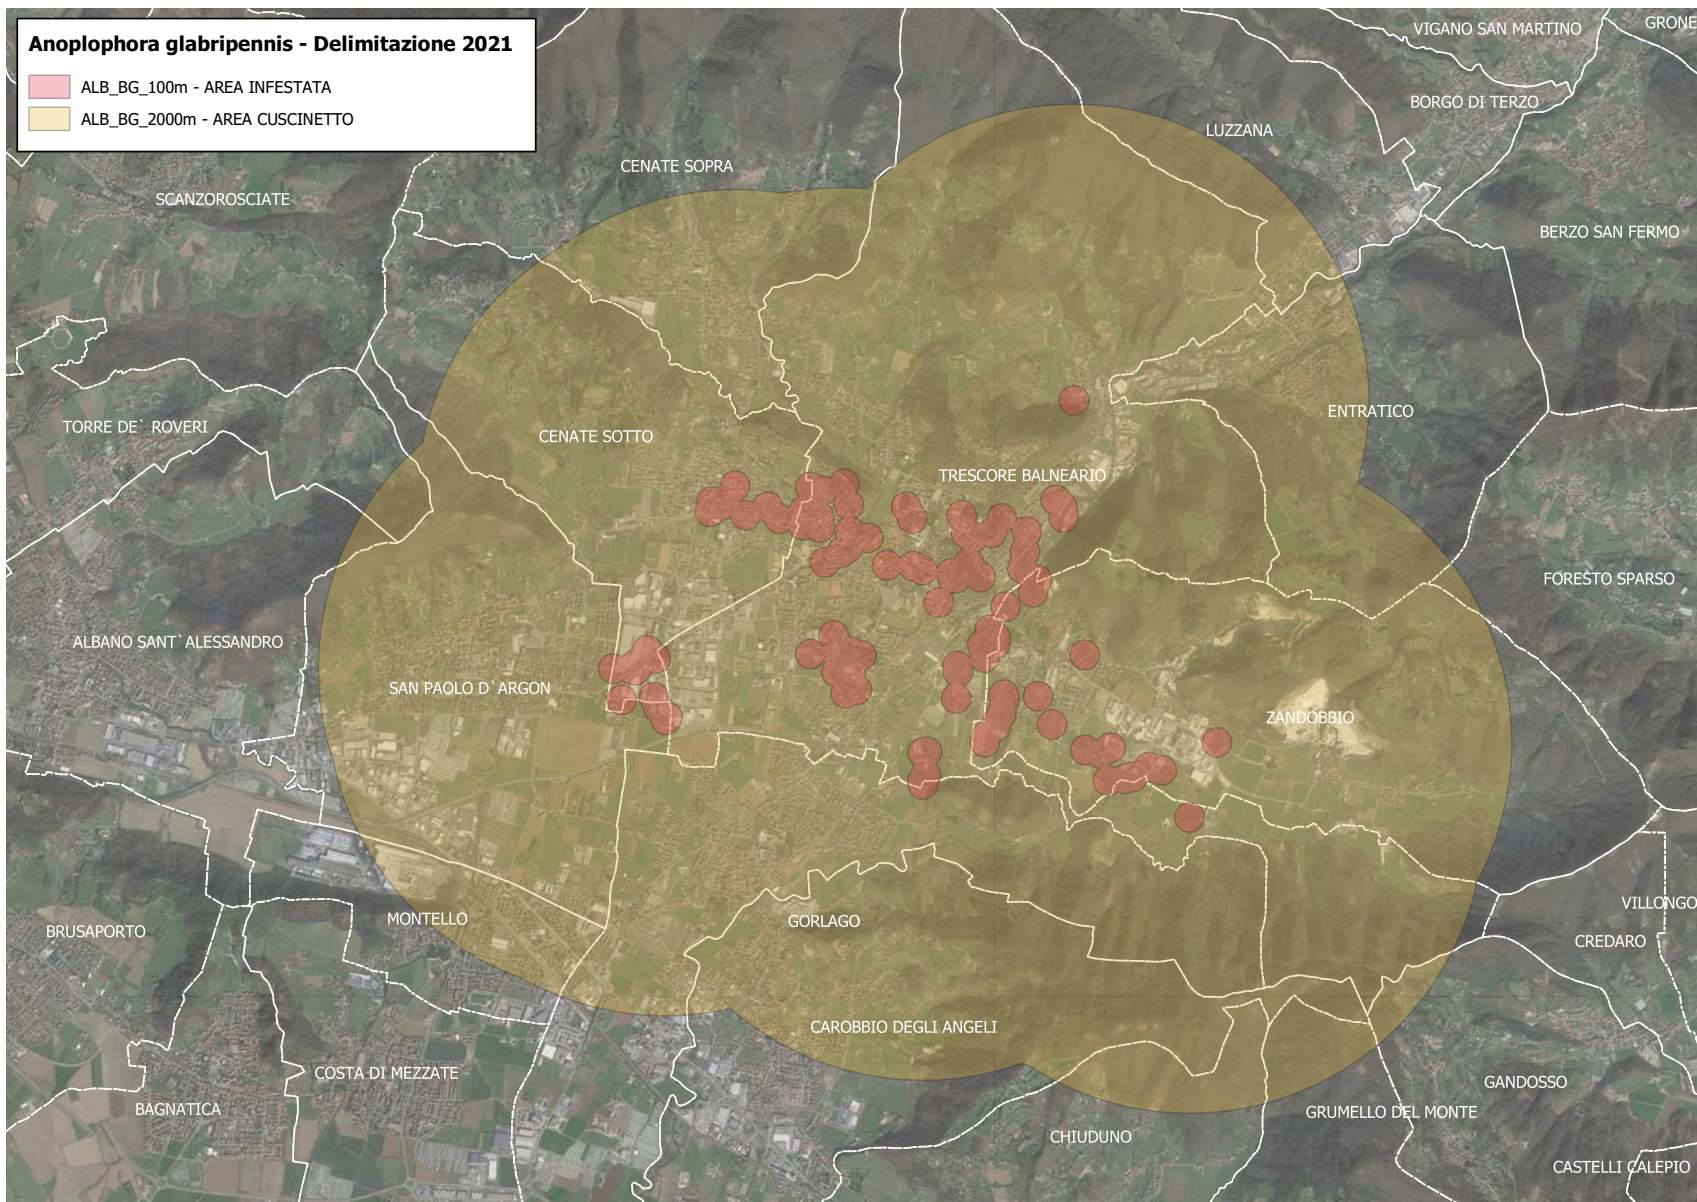 Anoplophora glabripennis - Delimitazione 2021
ALB_BG_100m - AREA INFESTATA
ALB_BG_2000m - AREA CUSCINETTO
VIGANO SAN MARTINO
GRONE
BORGO DI TERZO
LUZZANA
CENATE SOPRA
SCANZOROSCIATE
BERZO SAN FERMO
ENTRATICO
TORRE DE` ROVERI
CENATE SOTTO
TRESCORE BALNEARIO
FORESTO SPARSO
ALBANO SANT`ALESSANDRO
SAN PAOLO D`ARGON
ZANDOBBIO
VILLONGO
MONTELLO
GORLAGO
BRUSAPORTO
CREDARO
CAROBBIO DEGLI ANGELI
COSTA DI MEZZATE
GANDOSSO
BAGNATICA
GRUMELLO DEL MONTE
CHIUDUNO
CASTELLI CALEPIO